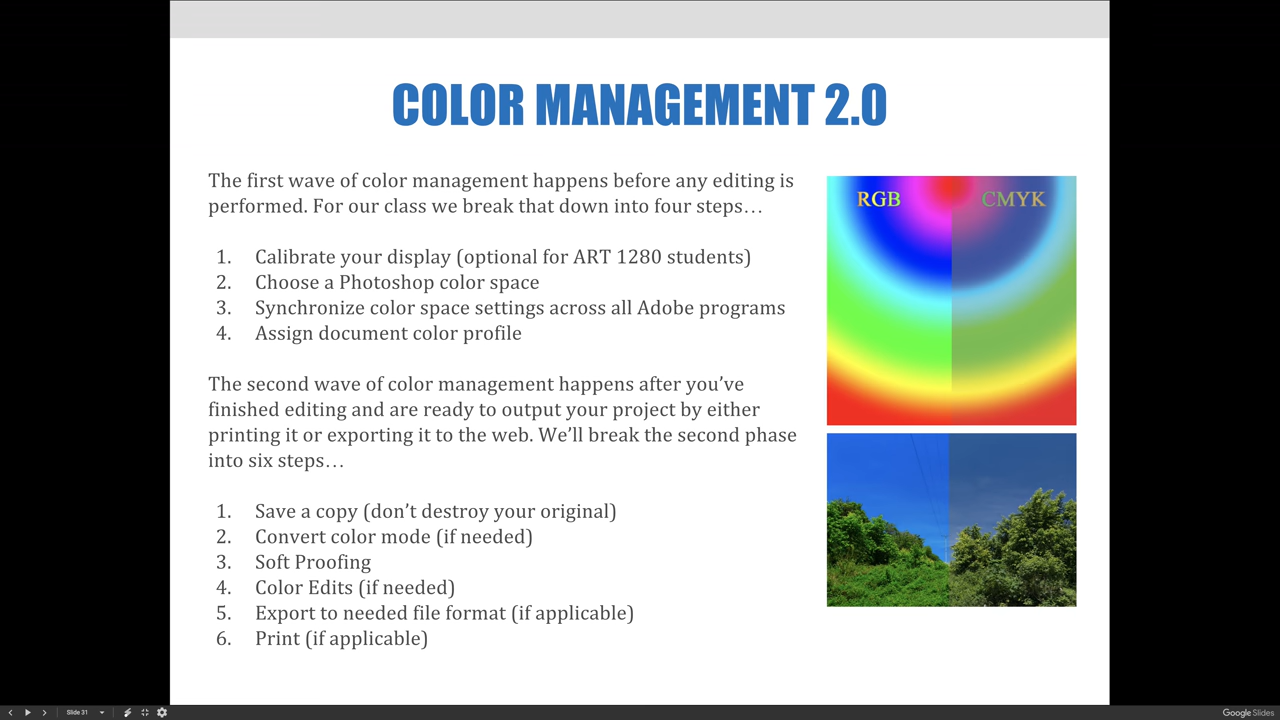 COLOR MANAGEMENT 2.0
The first wave of color management happens before any editing is
performed. For our class we break that down into four steps…
1. Calibrate your display (optional for ART 1280 students)
2. Choose a Photoshop color space
3. Synchronize color space settings across all Adobe programs
4. Assign document color profile
The second wave of color management happens after you’ve
finished editing and are ready to output your project by either
printing it or exporting it to the web. We’ll break the second phase
into six steps…
1. Save a copy (don’t destroy your original)
2. Convert color mode (if needed)
3. Soft Proofing
4. Color Edits (if needed)
5. Export to needed file format (if applicable)
6. Print (if applicable)
RGB CMYK
Slide 31
Google Slides